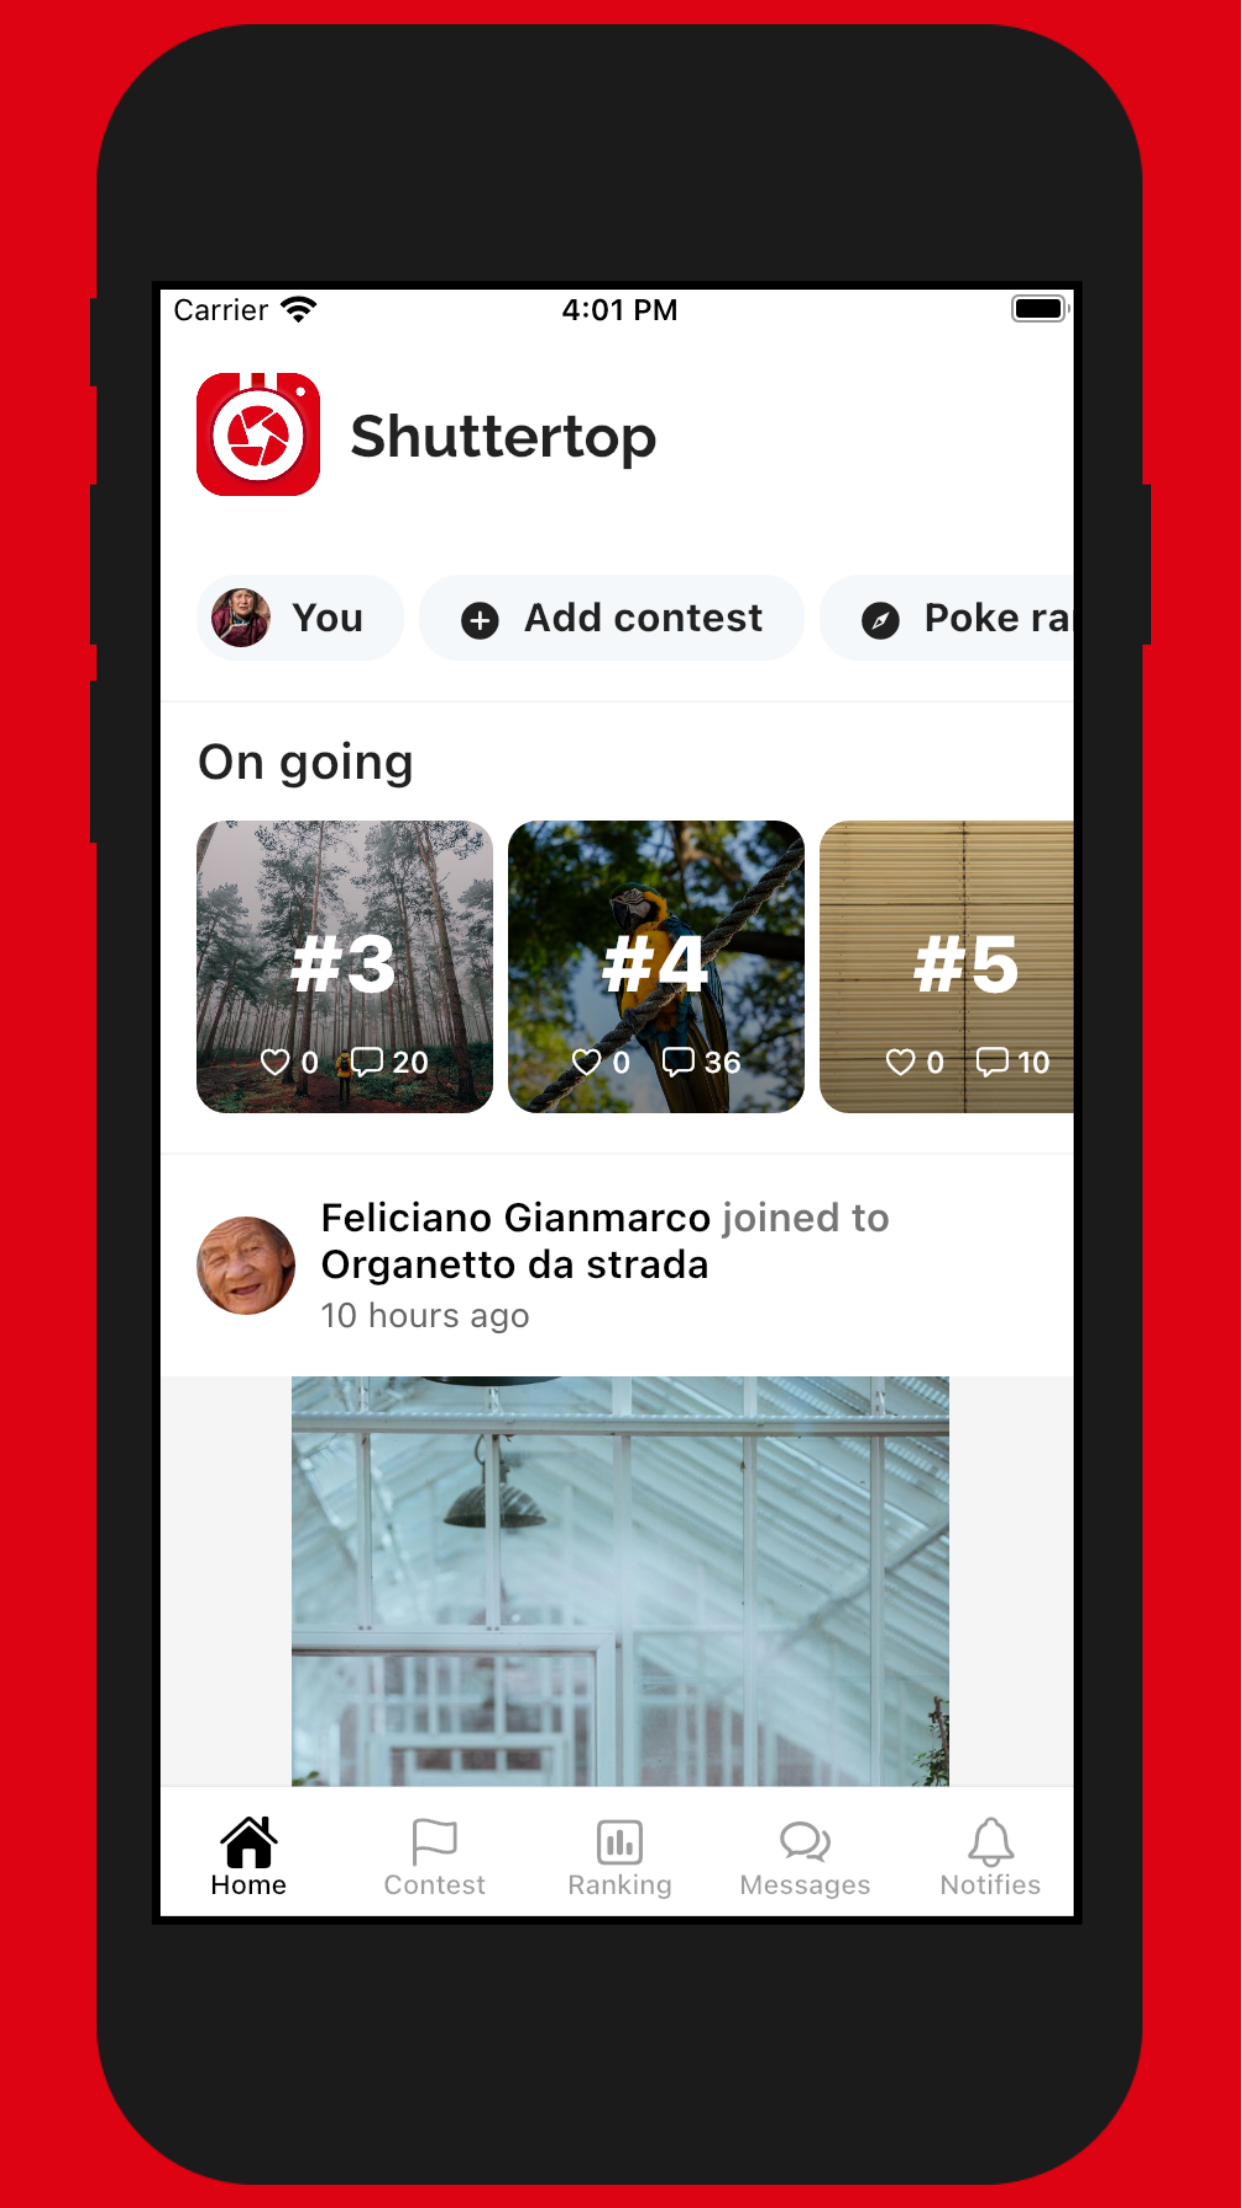 Carrier 4:01 PM
Shuttertop
You Add contest Poke
On going
#3 #4 #5
0 20 0 36 0 10
Feliciano Gianmarco joined to
Organetto da strada
10 hours ago
Home Contest Ranking Messages Notifies